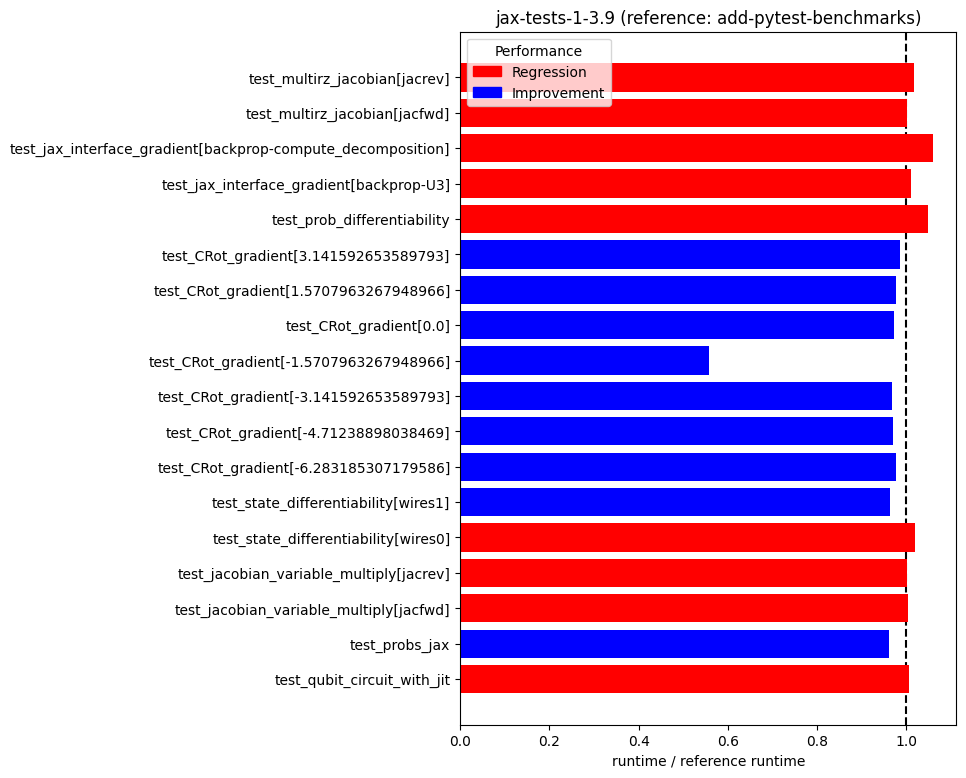 jax-tests-1-3.9 (reference: add-pytest-benchmarks)
Performance
Regression
Improvement
test_multirz_jacobian[jacrev]
test_multirz_jacobian[jacfwd]
test_jax_interface_gradient[backprop-compute_decomposition]
test_jax_interface_gradient[backprop-U3]
test_prob_differentiability
test_CRot_gradient[3.141592653589793]
test_CRot_gradient[1.5707963267948966]
test_CRot_gradient[0.0]
test_CRot_gradient[-1.5707963267948966]
test_CRot_gradient[-3.141592653589793]
test_CRot_gradient[-4.71238898038469]
test_CRot_gradient[-6.283185307179586]
test_state_differentiability[wires1]
test_state_differentiability[wires0]
test_jacobian_variable_multiply[jacrev]
test_jacobian_variable_multiply[jacfwd]
test_probs_jax
test_qubit_circuit_with_jit
0.0 0.2 0.4 0.6 0.8 1.0
runtime / reference runtime